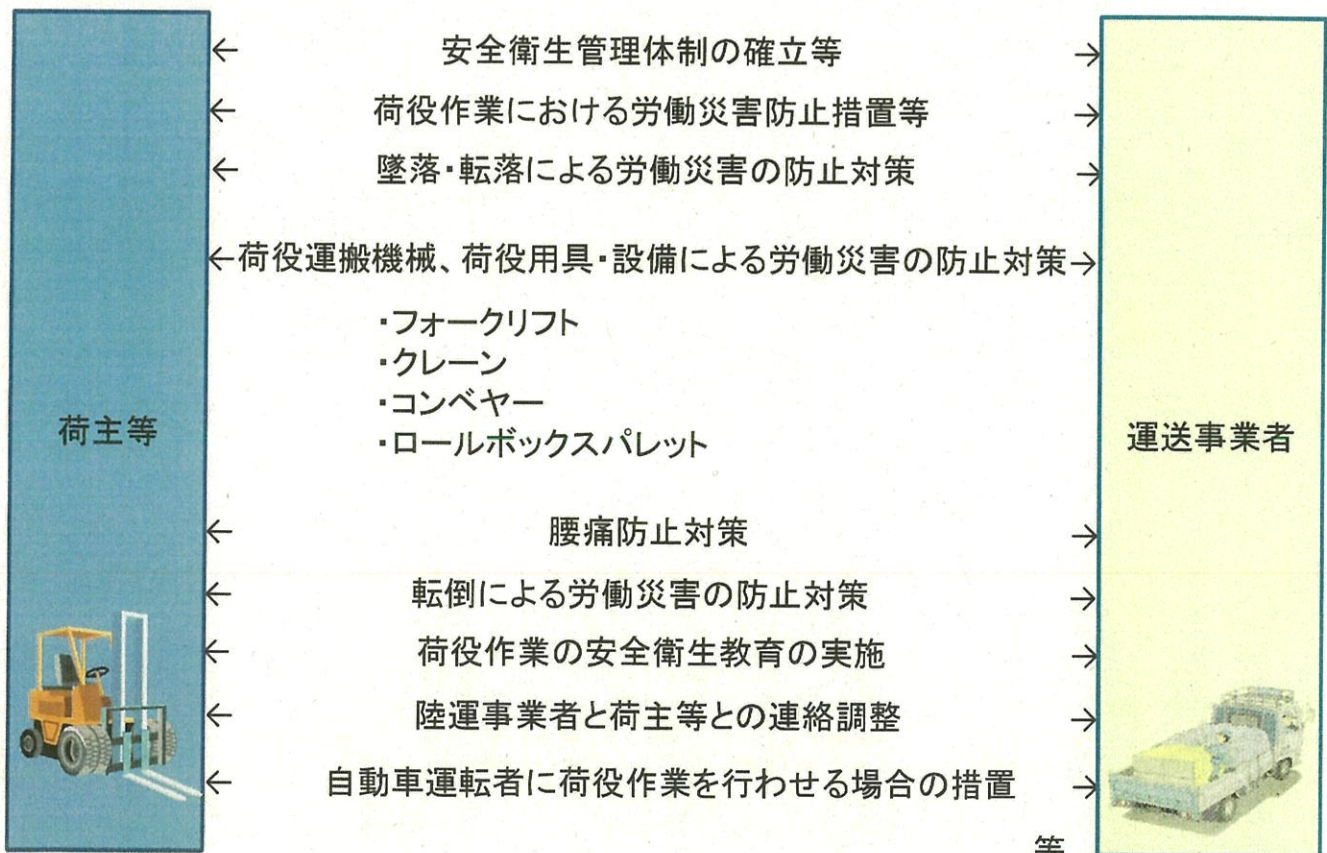 ← 安全衛生管理体制の確立等 →
← 荷役作業における労働災害防止措置等 →
← 墜落・転落による労働災害の防止対策 →
←荷役運搬機械、荷役用具・設備による労働災害の防止対策→
・フォークリフト
・クレーン
・コンベヤー
荷主等
・ロールボックスパレット
運送事業者
← 腰痛防止対策 →
← 転倒による労働災害の防止対策 →
← 荷役作業の安全衛生教育の実施 →
← 陸運事業者と荷主等との連絡調整 →
← 自動車運転者に荷役作業を行わせる場合の措置 →
等